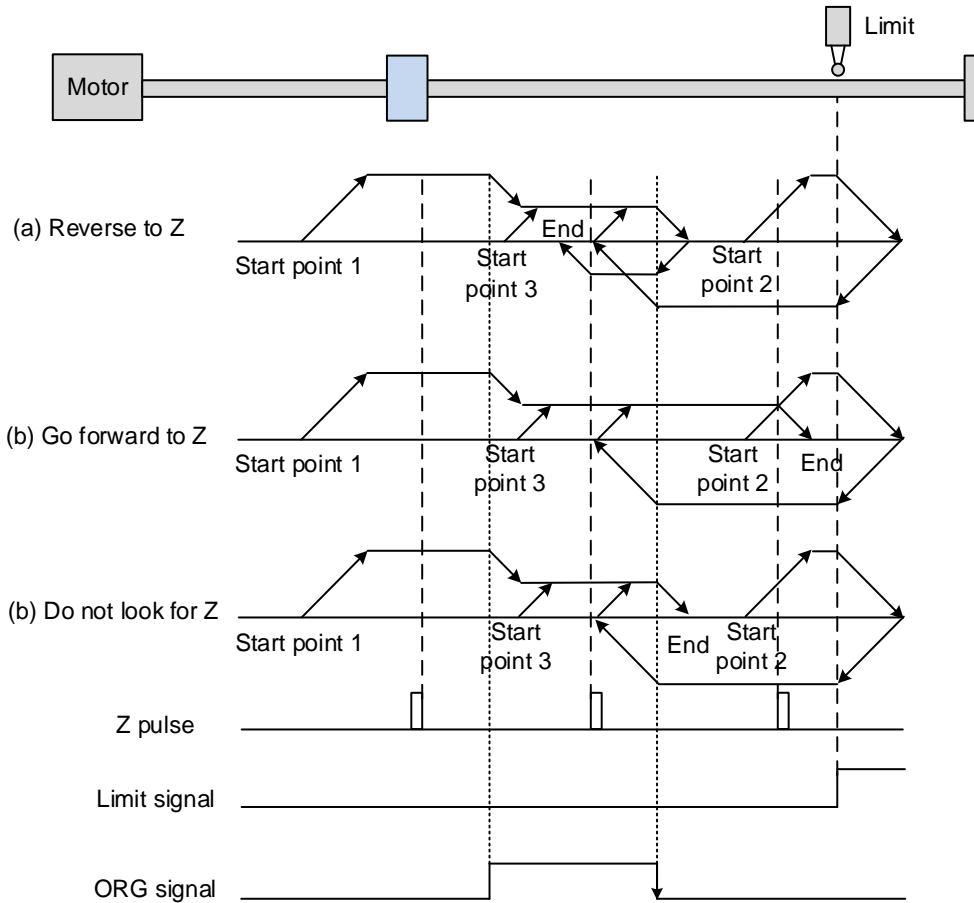 Limit
Motor
(a) Reverse to Z
Start point 1
Start
point 3
End
Start
point 2
(b) Go forward to Z
Start point 1
Start
point 3
Start
point 2
End
(b) Do not look for Z
Start point 1
Start
point 3
End
Start
point 2
Z pulse
Limit signal
ORG signal